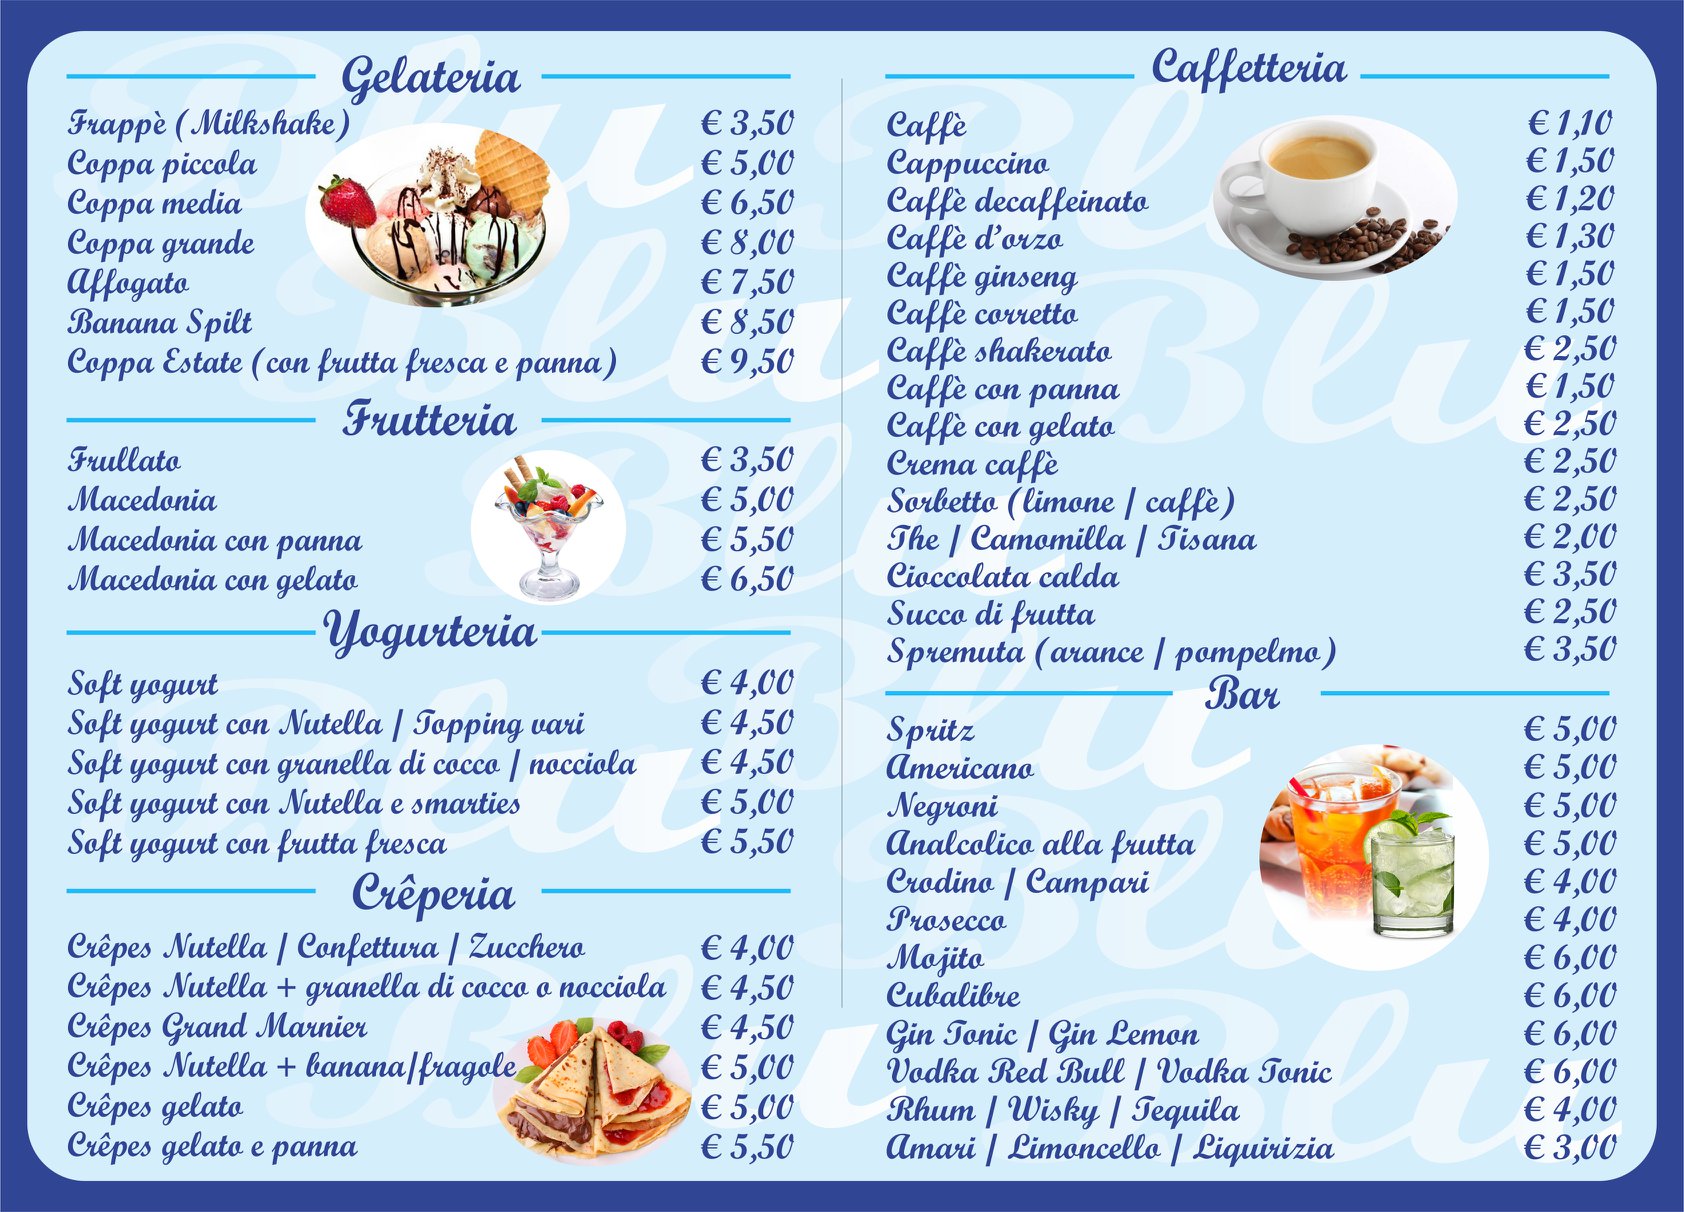 Gelateria
Frappè (Milkshake) € 3,50
Coppa piccola € 5,00
Coppa media € 6,50
Coppa grande € 8,00
Affogato € 7,50
Banana Spilt € 8,50
Coppa Estate (con frutta fresca e panna) € 9,50
Frutteria
Frullato € 3,50
Macedonia € 5,00
Macedonia con panna € 5,50
Macedonia con gelato € 6,50
Yogurteria
Soft yogurt € 4,00
Soft yogurt con Nutella / Topping vari € 4,50
Soft yogurt con granella di cocco / nocciola € 4,50
Soft yogurt con Nutella e smarties € 5,00
Soft yogurt con frutta fresca € 5,50
Crêperia
Crêpes Nutella / Confettura / Zucchero € 4,00
Crêpes Nutella + granella di cocco o nocciola € 4,50
Crêpes Grand Marnier € 4,50
Crêpes Nutella + banana/fragole € 5,00
Crêpes gelato € 5,00
Crêpes gelato e panna € 5,50
Caffetteria
Caffè € 1,10
Cappuccino € 1,50
Caffè decaffeinato € 1,20
Caffè d'orzo € 1,30
Caffè ginseng € 1,50
Caffè corretto € 1,50
Caffè shakerato € 2,50
Caffè con panna € 1,50
Caffè con gelato € 2,50
Crema caffè € 2,50
Sorbetto (limone / caffè) € 2,50
The / Camomilla / Tisana € 2,00
Cioccolata calda € 3,50
Succo di frutta € 2,50
Spremuta (arance / pompelmo) € 3,50
Bar
Spritz € 5,00
Americano € 5,00
Negroni € 5,00
Analcolico alla frutta € 5,00
Crodino / Campari € 4,00
Prosecco € 4,00
Mojito € 6,00
Cubalibre € 6,00
Gin Tonic / Gin Lemon € 6,00
Vodka Red Bull / Vodka Tonic € 6,00
Rhum / Wisky / Tequila € 4,00
Amari / Limoncello / Liquirizia € 3,00
Blu
Blu
Blu
Blu
Blu
Blu
Blu
Blu
Blu
Blu